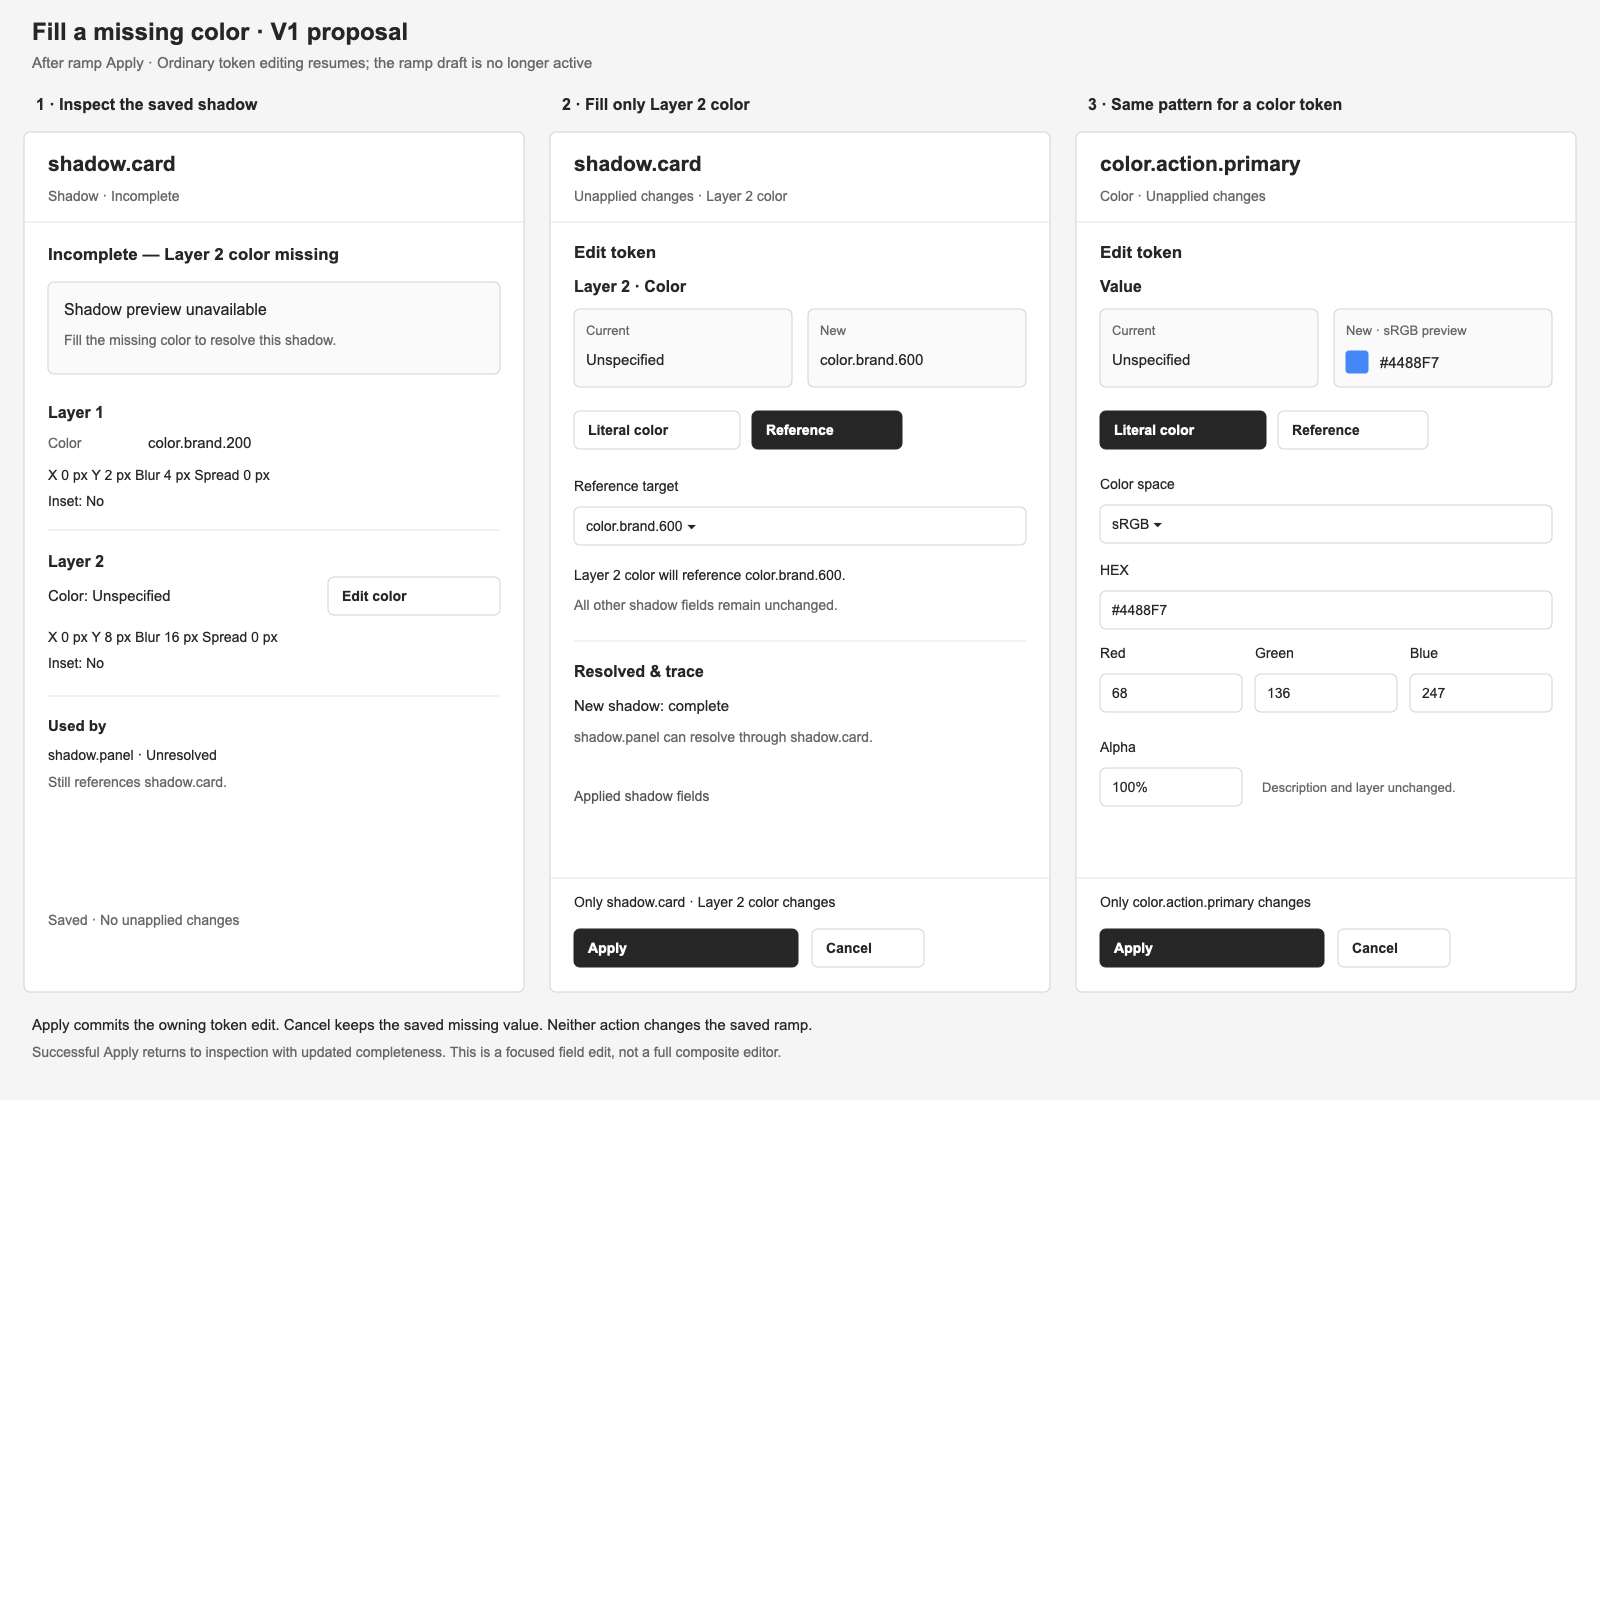 Fill a missing color · V1 proposal
After ramp Apply · Ordinary token editing resumes; the ramp draft is no longer active
1 · Inspect the saved shadow
shadow.card
Shadow · Incomplete
Incomplete — Layer 2 color missing
Shadow preview unavailable
Fill the missing color to resolve this shadow.
Layer 1
Color color.brand.200
X 0 px Y 2 px Blur 4 px Spread 0 px
Inset: No
Layer 2
Color: Unspecified Edit color
X 0 px Y 8 px Blur 16 px Spread 0 px
Inset: No
Used by
shadow.panel · Unresolved
Still references shadow.card.
Saved · No unapplied changes
2 · Fill only Layer 2 color
shadow.card
Unapplied changes · Layer 2 color
Edit token
Layer 2 · Color
Current New
Unspecified color.brand.600
Literal color Reference
Reference target
color.brand.600
Layer 2 color will reference color.brand.600.
All other shadow fields remain unchanged.
Resolved & trace
New shadow: complete
shadow.panel can resolve through shadow.card.
Applied shadow fields
Only shadow.card · Layer 2 color changes
Apply Cancel
3 · Same pattern for a color token
color.action.primary
Color · Unapplied changes
Edit token
Value
Current New · sRGB preview
Unspecified #4488F7
Literal color Reference
Color space
sRGB
HEX
#4488F7
Red Green Blue
68 136 247
Alpha
100% Description and layer unchanged.
Only color.action.primary changes
Apply Cancel
Apply commits the owning token edit. Cancel keeps the saved missing value. Neither action changes the saved ramp.
Successful Apply returns to inspection with updated completeness. This is a focused field edit, not a full composite editor.